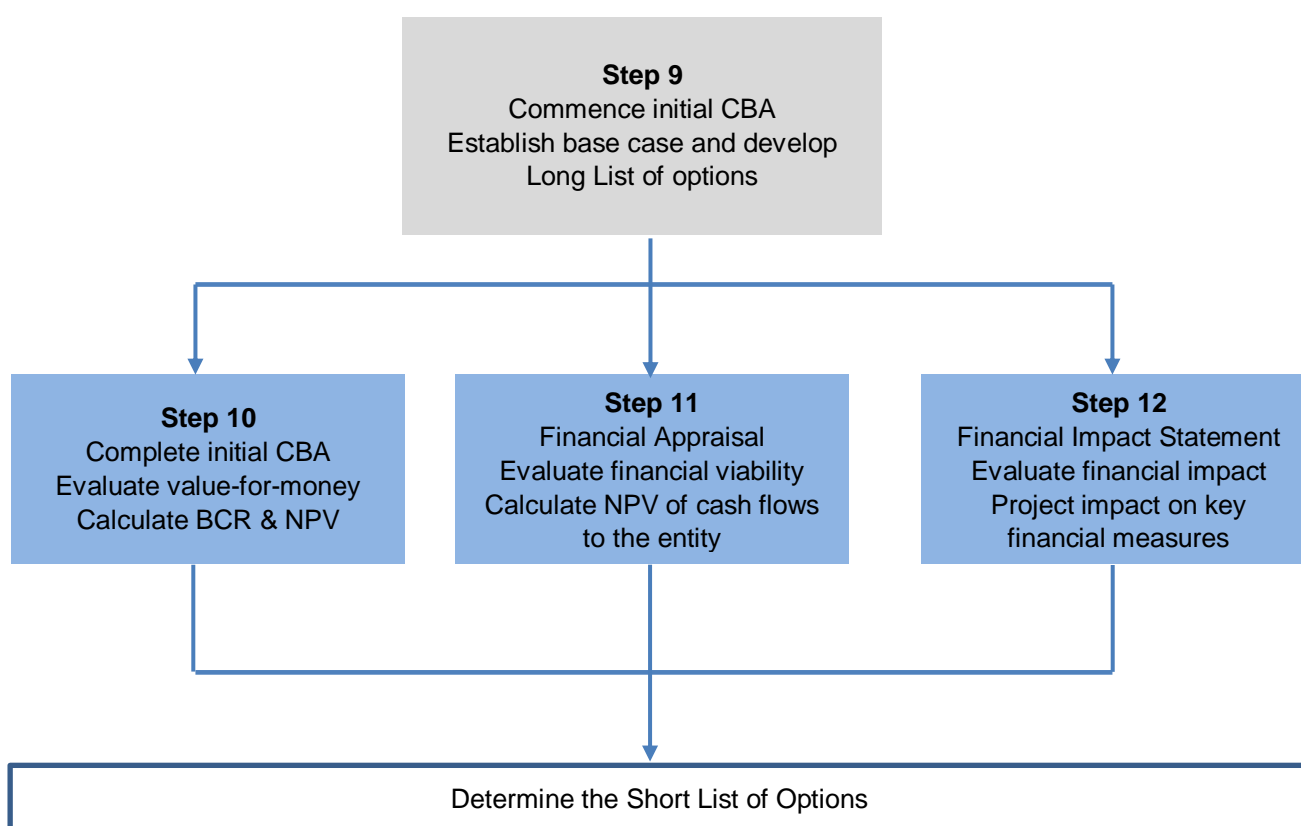 Step 9
Commence initial CBA
Establish base case and develop
Long List of options
Step 10
Complete initial CBA
Evaluate value-for-money
Calculate BCR & NPV
Step 11
Financial Appraisal
Evaluate financial viability
Calculate NPV of cash flows
to the entity
Step 12
Financial Impact Statement
Evaluate financial impact
Project impact on key
financial measures
Determine the Short List of Options